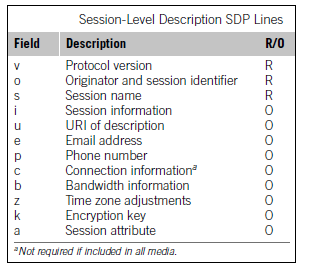 Session-Level Description SDP Lines
Field Description R/O
v Protocol version R
o Originator and session identifier R
s Session name R
i Session information O
u URI of description O
e Email address O
p Phone number O
c Connection informationª O
b Bandwidth information O
z Time zone adjustments O
k Encryption key O
a Session attribute O
ªNot required if included in all media.